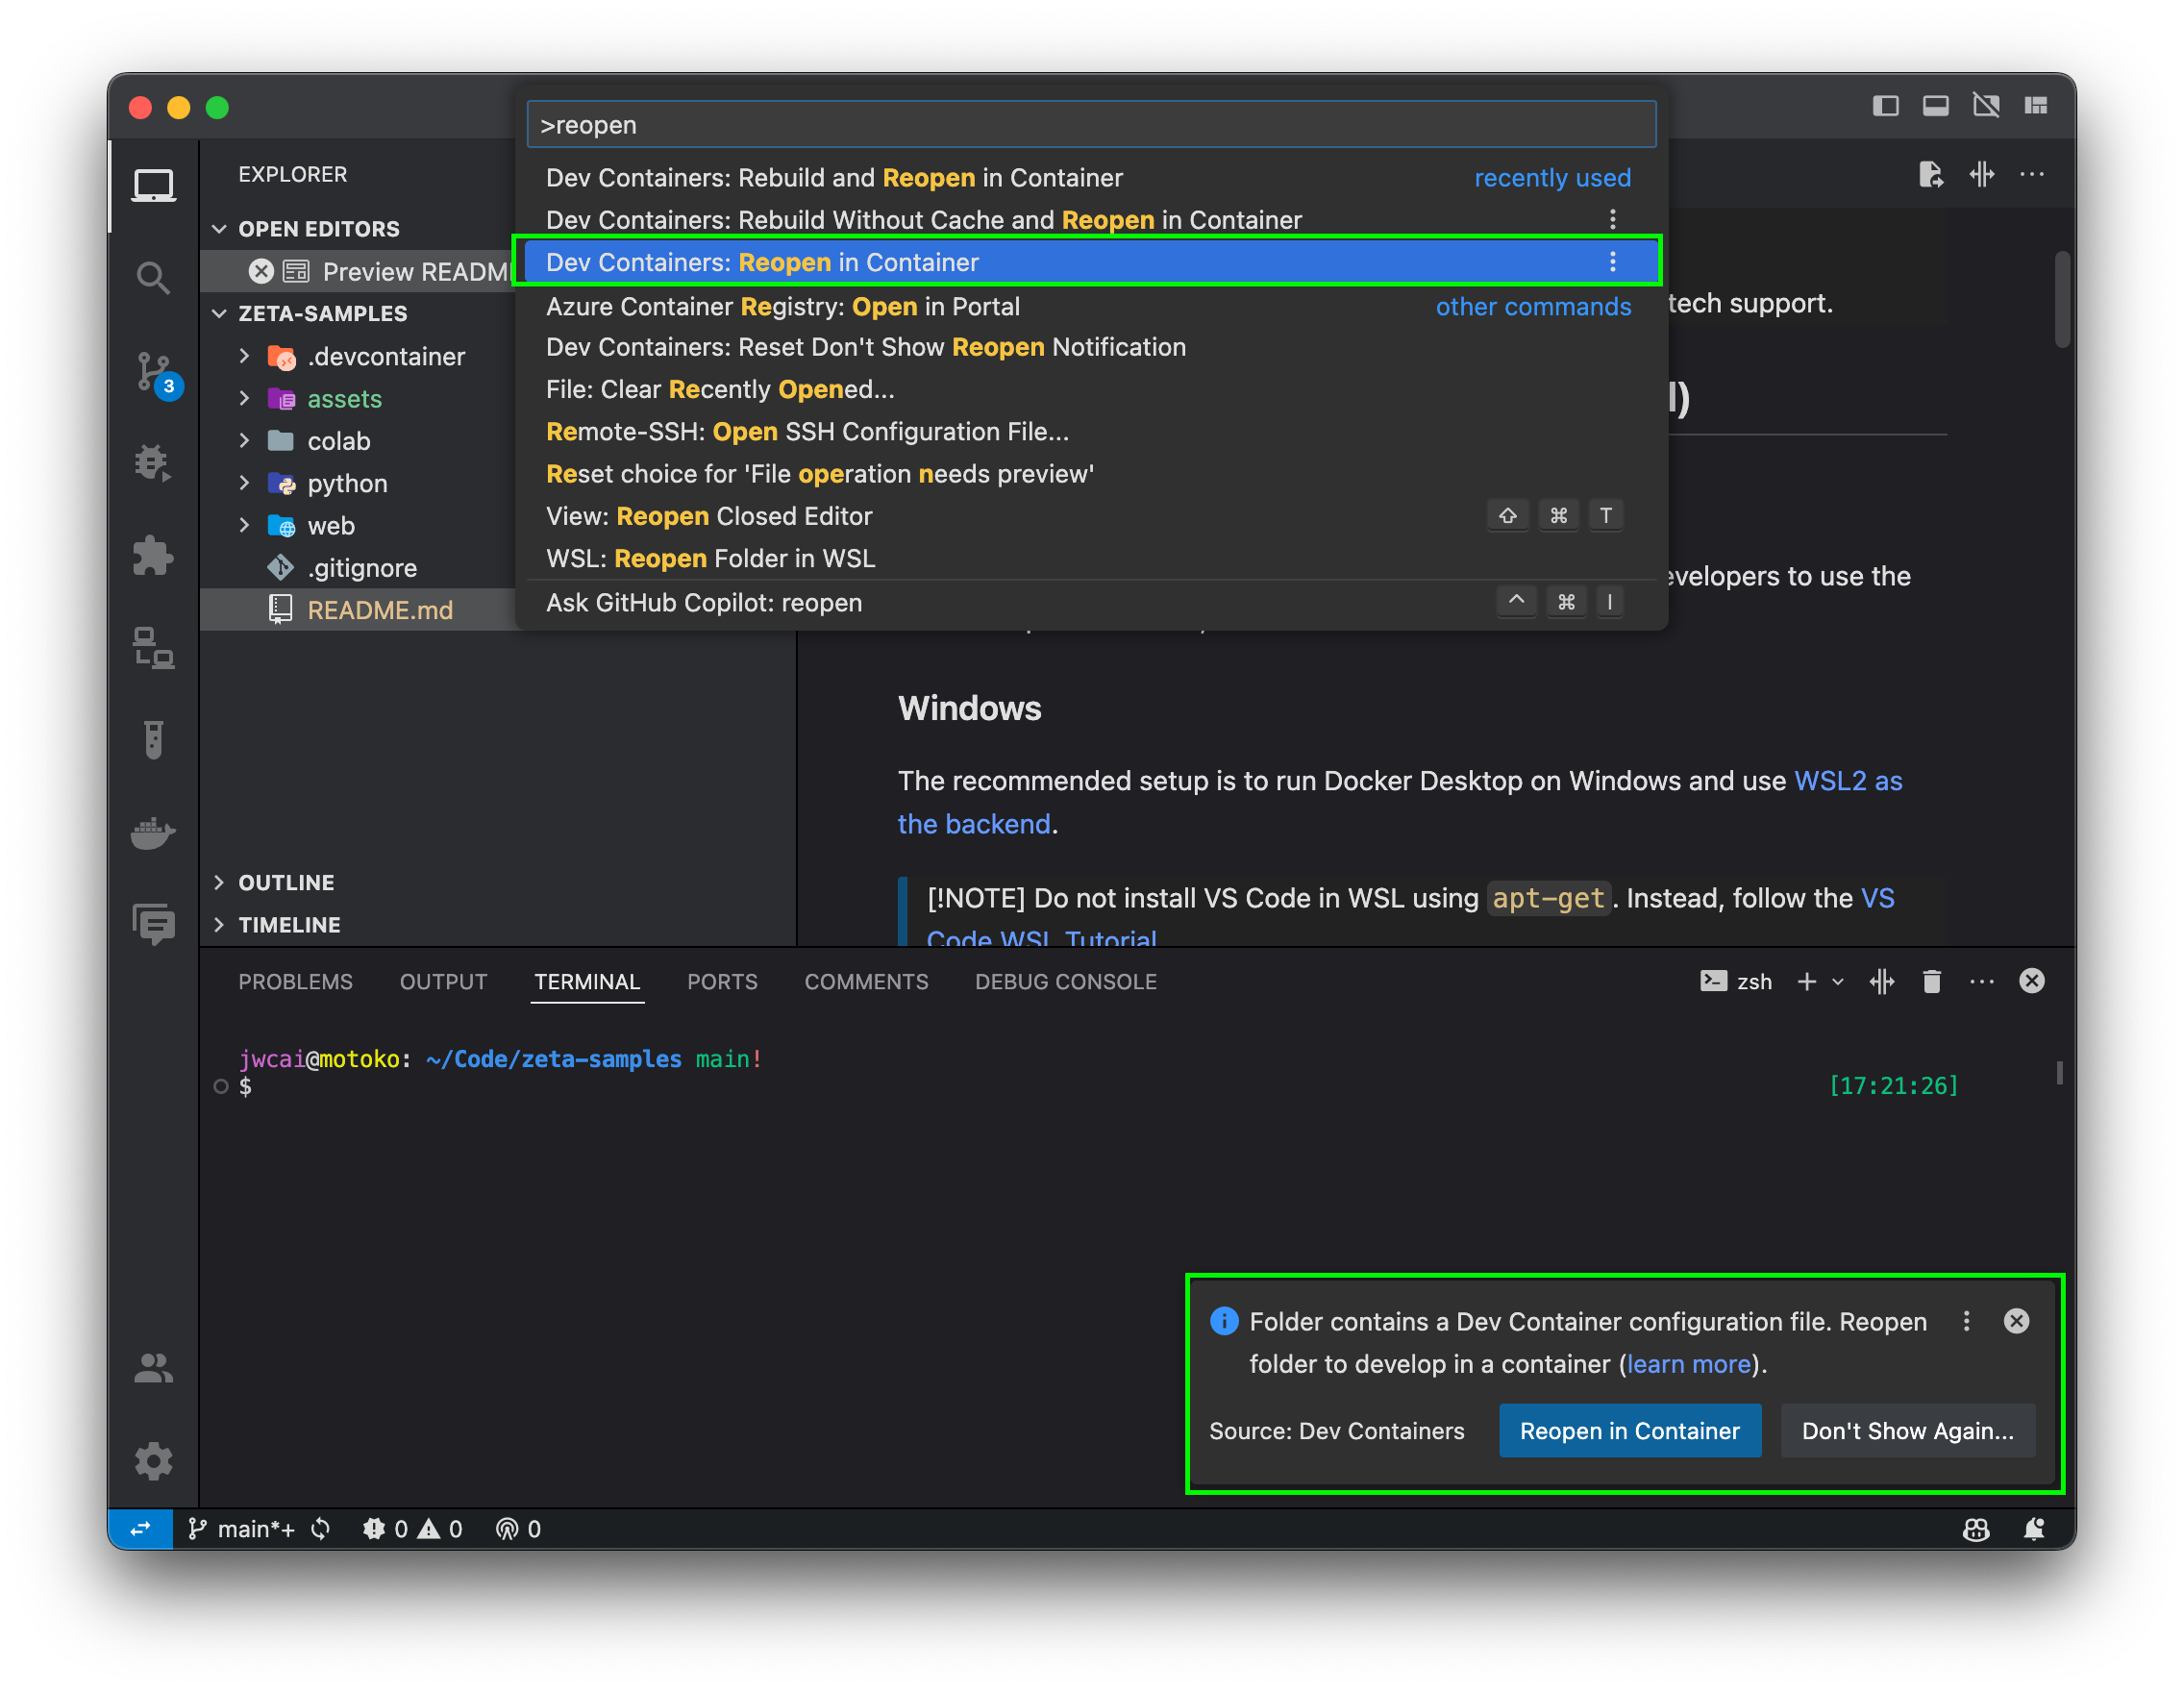 >reopen
Dev Containers: Rebuild and Reopen in Container recently used
Dev Containers: Rebuild Without Cache and Reopen in Container
Dev Containers: Reopen in Container
Azure Container Registry: Open in Portal other commands
Dev Containers: Reset Don't Show Reopen Notification
File: Clear Recently Opened...
Remote-SSH: Open SSH Configuration File...
Reset choice for 'File operation needs preview'
View: Reopen Closed Editor ⇧ ⌘ T
WSL: Reopen Folder in WSL
Ask GitHub Copilot: reopen ^ ⌘ I
EXPLORER
OPEN EDITORS
Preview READM
ZETA-SAMPLES
.devcontainer
assets
colab
python
web
.gitignore
README.md
OUTLINE
TIMELINE
3
tech support.
l)
evelopers to use the
Windows
The recommended setup is to run Docker Desktop on Windows and use WSL2 as
the backend.
[!NOTE] Do not install VS Code in WSL using apt-get. Instead, follow the VS
Code WSL Tutorial
PROBLEMS OUTPUT TERMINAL PORTS COMMENTS DEBUG CONSOLE zsh
jwcai@motoko: ~/Code/zeta-samples main!
$ [17:21:26]
Folder contains a Dev Container configuration file. Reopen
folder to develop in a container (learn more).
Source: Dev Containers Reopen in Container Don't Show Again...
main*+ 0 0 0